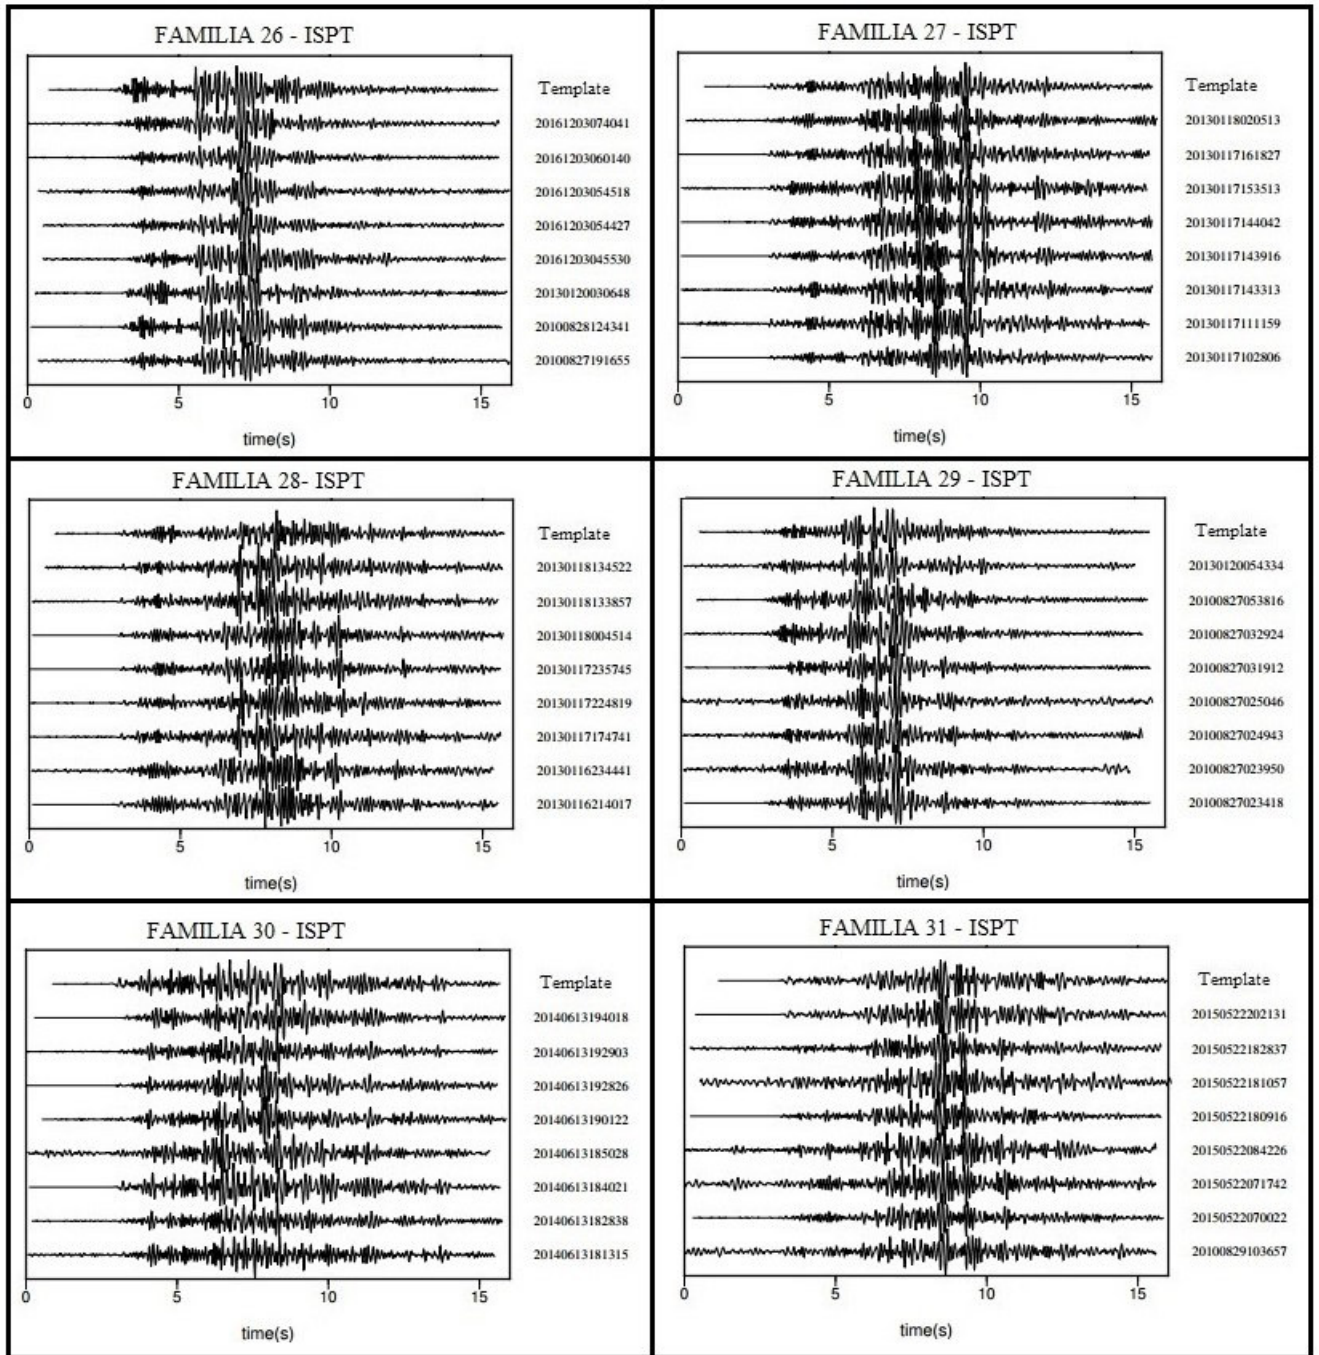 FAMILIA 26 - ISPT
Template
20161203074041
20161203060140
20161203054518
20161203054427
20161203045530
20130120030648
20100828124341
20100827191655
0 5 10 15
time(s)
FAMILIA 27 - ISPT
Template
20130118020513
20130117161827
20130117153513
20130117144042
20130117143916
20130117143313
20130117111159
20130117102806
0 5 10 15
time(s)
FAMILIA 28- ISPT
Template
20130118134522
20130118133857
20130118004514
20130117235745
20130117224819
20130117174741
20130116234441
20130116214017
0 5 10 15
time(s)
FAMILIA 29 - ISPT
Template
20130120054334
20100827053816
20100827032924
20100827031912
20100827025046
20100827024943
20100827023950
20100827023418
0 5 10 15
time(s)
FAMILIA 30 - ISPT
Template
20140613194018
20140613192903
20140613192826
20140613190122
20140613185028
20140613184021
20140613182838
20140613181315
0 5 10 15
time(s)
FAMILIA 31 - ISPT
Template
20150522202131
20150522182837
20150522181057
20150522180916
20150522084226
20150522071742
20150522070022
20100829103657
0 5 10 15
time(s)